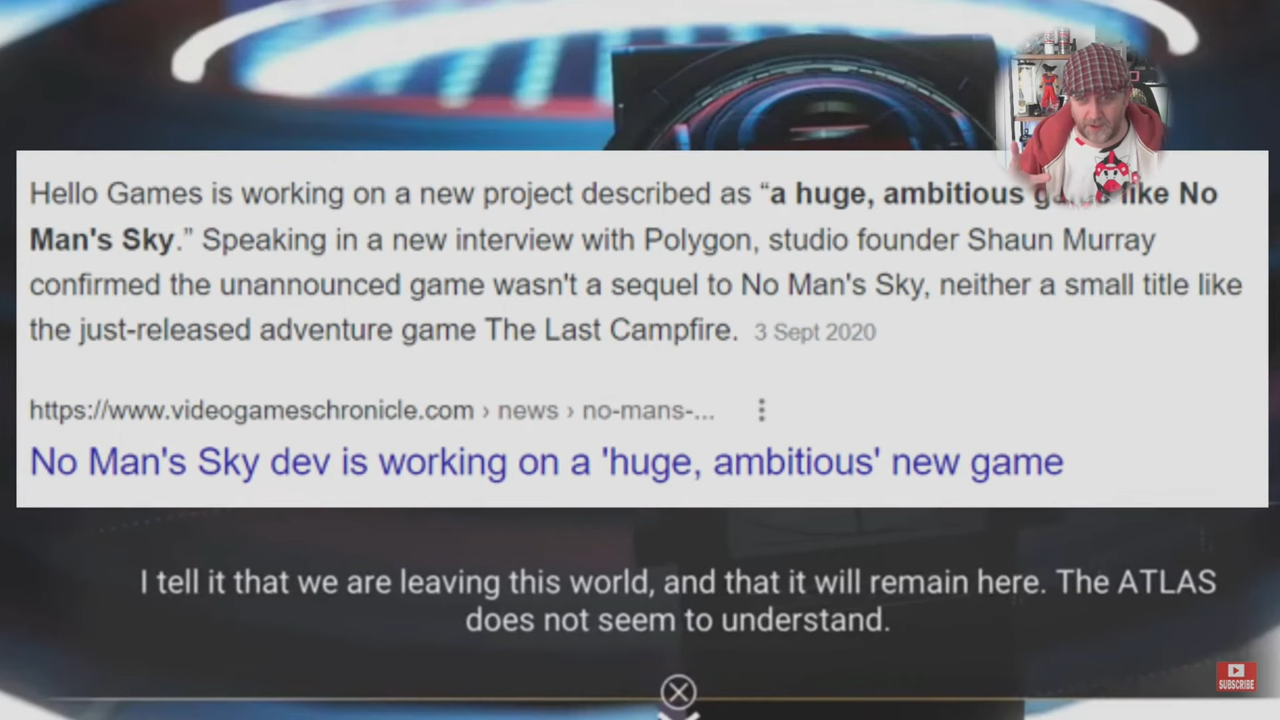 Hello Games is working on a new project described as “a huge, ambitious like No
Man's Sky.” Speaking in a new interview with Polygon, studio founder Shaun Murray
confirmed the unannounced game wasn't a sequel to No Man's Sky, neither a small title like
the just-released adventure game The Last Campfire. 3 Sept 2020
https://www.videogameschronicle.com › news › no-mans-...
No Man's Sky dev is working on a 'huge, ambitious' new game
I tell it that we are leaving this world, and that it will remain here. The ATLAS
does not seem to understand.
SUBSCRIBE